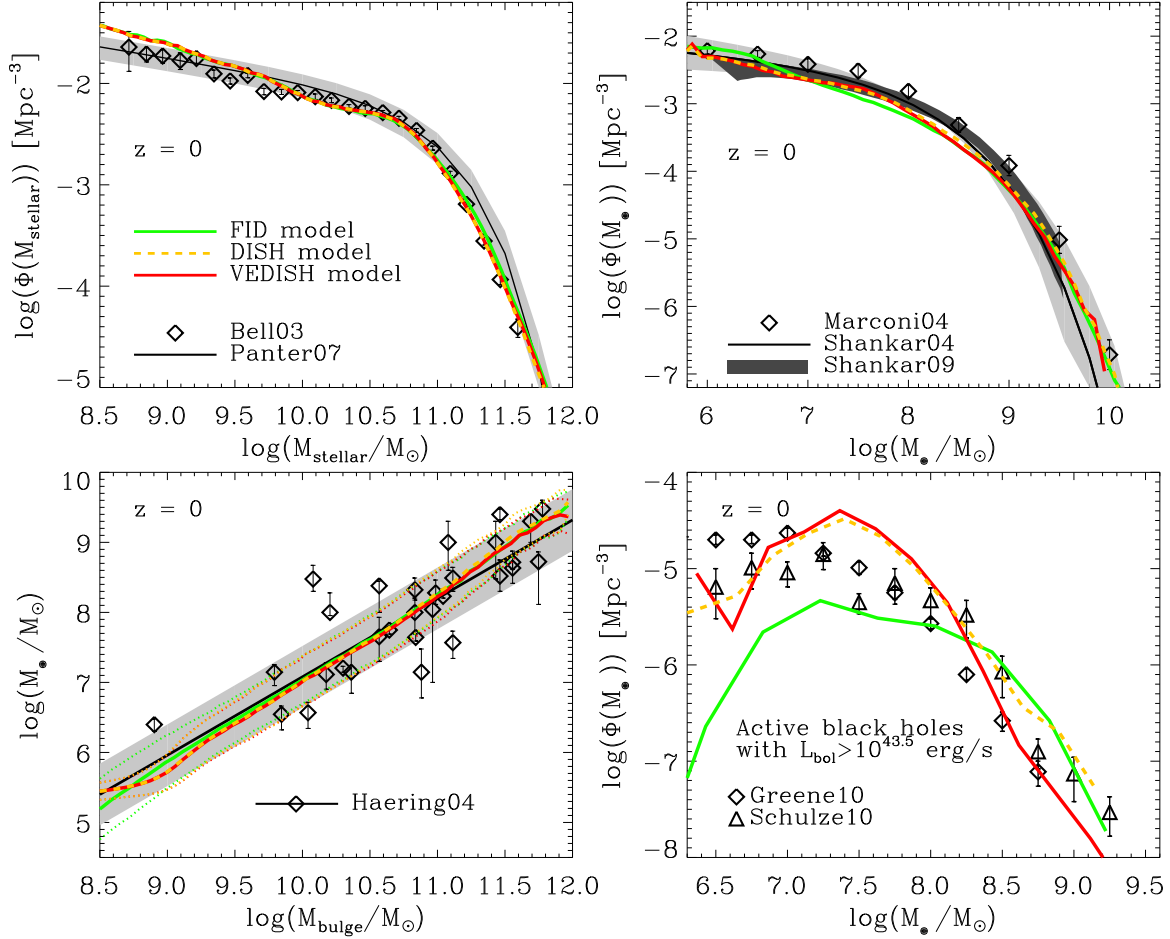 log(Φ(M_stellar)) [Mpc^−3]
−2
−3
−4
−5
z = 0
FID model
DISH model
VEDISH model
Bell03
Panter07
8.5 9.0 9.5 10.0 10.5 11.0 11.5 12.0
log(M_stellar/M_⊙)
log(Φ(M_•)) [Mpc^−3]
−2
−3
−4
−5
−6
−7
z = 0
Marconi04
Shankar04
Shankar09
6 7 8 9 10
log(M_•/M_⊙)
log(M_•/M_⊙)
10
9
8
7
6
5
z = 0
Haering04
8.5 9.0 9.5 10.0 10.5 11.0 11.5 12.0
log(M_bulge/M_⊙)
log(Φ(M_•)) [Mpc^−3]
−4
−5
−6
−7
−8
z = 0
Active black holes
with L_bol>10^43.5 erg/s
Greene10
Schulze10
6.5 7.0 7.5 8.0 8.5 9.0 9.5
log(M_•/M_⊙)